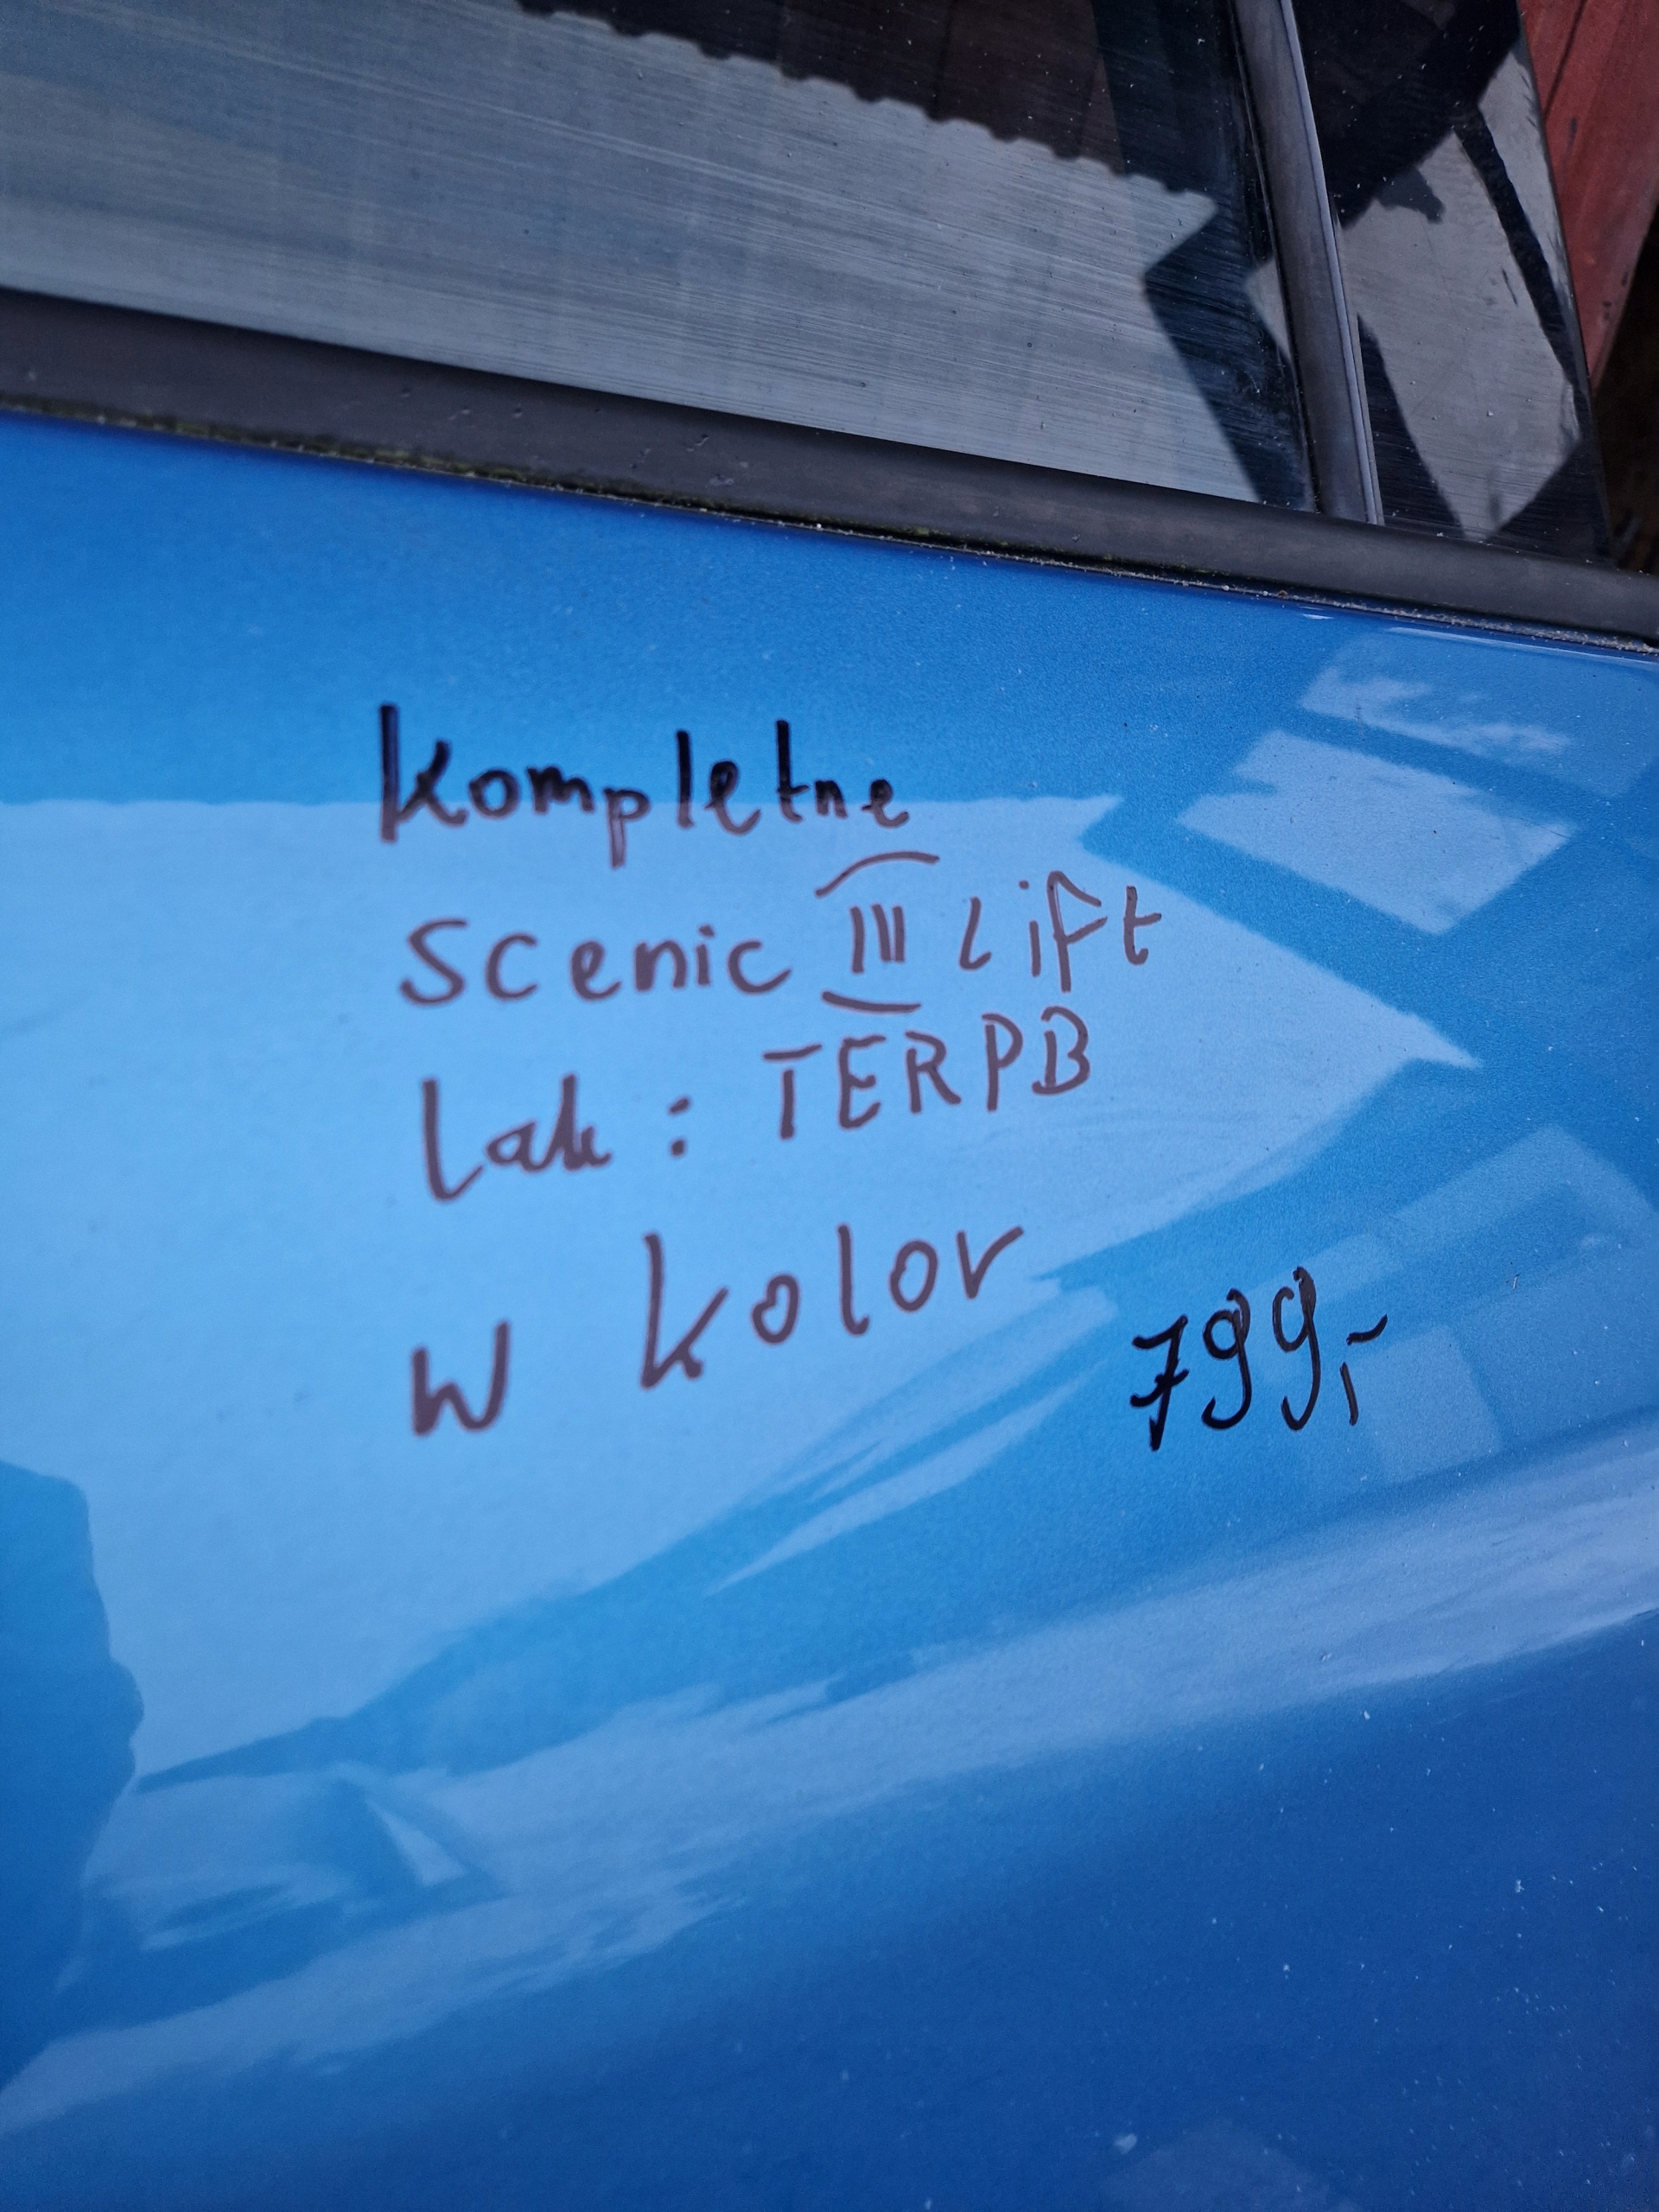 Kompletne
Scenic III Lift
Lak: TERPB
W kolor
799,-